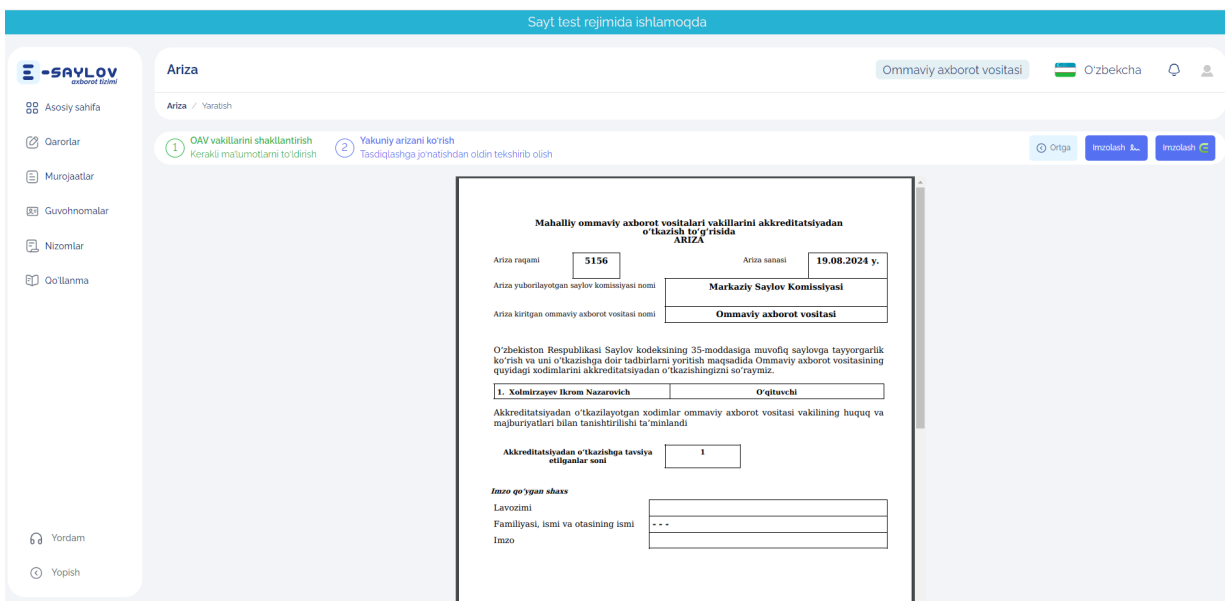 Sayt test rejimida ishlamoqda
E-SAYLOV
axborot tizimi
Ariza
Ommaviy axborot vositasi
O'zbekcha
Asosiy sahifa
Qarorlar
Murojaatlar
Guvohnomalar
Nizomlar
Qo'llanma
Yordam
Yopish
Ariza / Yaratish
1 OAV vakillarini shakllantirish
Kerakli ma'lumotlarni to'ldirish
2 Yakuniy arizani ko'rish
Tasdiqlashga jo'natishdan oldin tekshirib olish
Ortga
Imzolash
Imzolash
Mahalliy ommaviy axborot vositalari vakillarini akkreditatsiyadan
o‘tkazish to‘g‘risida
ARIZA
Ariza raqami 5156 Ariza sanasi 19.08.2024 y.
Ariza yuborilayotgan saylov komissiyasi nomi Markaziy Saylov Komissiyasi
Ariza kiritgan ommaviy axborot vositasi nomi Ommaviy axborot vositasi
O‘zbekiston Respublikasi Saylov kodeksining 35-moddasiga muvofiq saylovga tayyorgarlik
ko‘rish va uni o‘tkazishga doir tadbirlarni yoritish maqsadida Ommaviy axborot vositasining
quyidagi xodimlarini akkreditatsiyadan o‘tkazishingizni so‘raymiz.
1. Xolmirzayev Ikrom Nazarovich O‘qituvchi
Akkreditatsiyadan o‘tkazilayotgan xodimlar ommaviy axborot vositasi vakilining huquq va
majburiyatlari bilan tanishtirilishi ta’minlandi
Akkreditatsiyadan o‘tkazishga tavsiya
etilganlar soni
1
Imzo qo‘ygan shaxs
Lavozimi
Familiyasi, ismi va otasining ismi - - -
Imzo